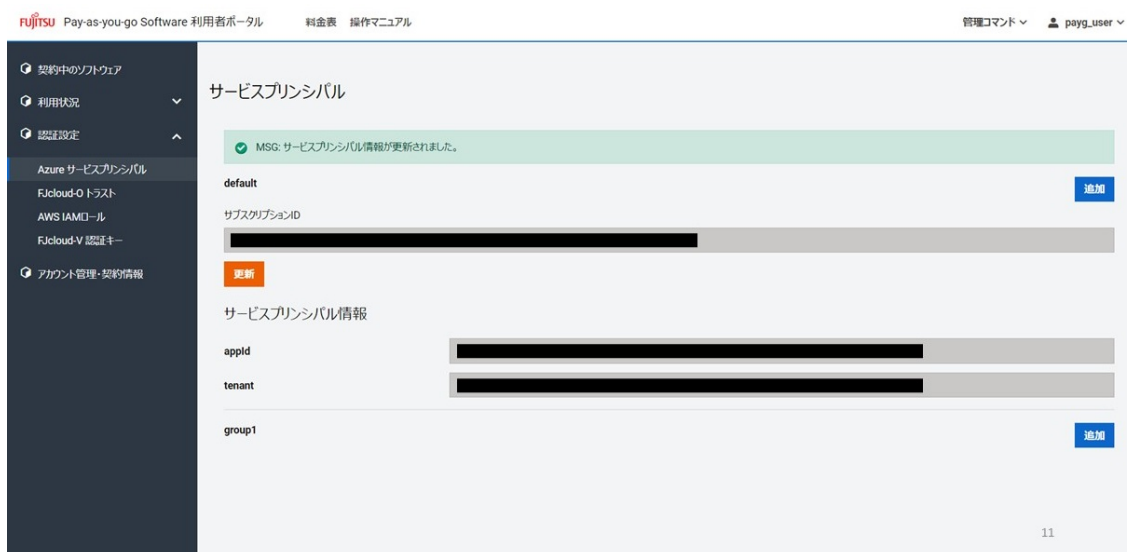 FUJITSU Pay-as-you-go Software 利用者ポータル 料金表 操作マニュアル 管理コマンド payg_user
契約中のソフトウェア
利用状況
認証設定
Azure サービスプリンシパル
FJcloud-O トラスト
AWS IAMロール
FJcloud-V 認証キー
アカウント管理・契約情報
サービスプリンシパル
MSG: サービスプリンシパル情報が更新されました。
default 追加
サブスクリプションID
更新
サービスプリンシパル情報
appId
tenant
group1 追加
11